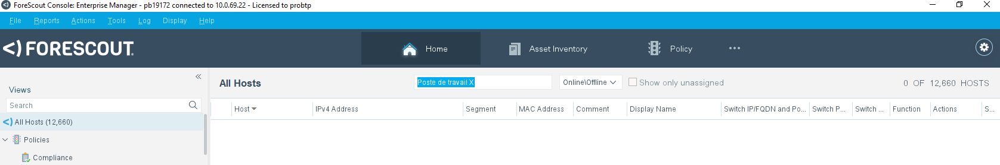 ForeScout Console: Enterprise Manager - pb19172 connected to 10.0.69.22 - Licensed to probtp
File Reports Actions Tools Log Display Help
<) FORESCOUT. Home Asset Inventory Policy •••
«
Views
Search
All Hosts (12,660)
Policies
Compliance
All Hosts Poste de travail X Online\Offline Show only unassigned 0 OF 12,660 HOSTS
Host IPv4 Address Segment MAC Address Comment Display Name Switch IP/FQDN and Po... Switch P... Switch ... Function Actions S...